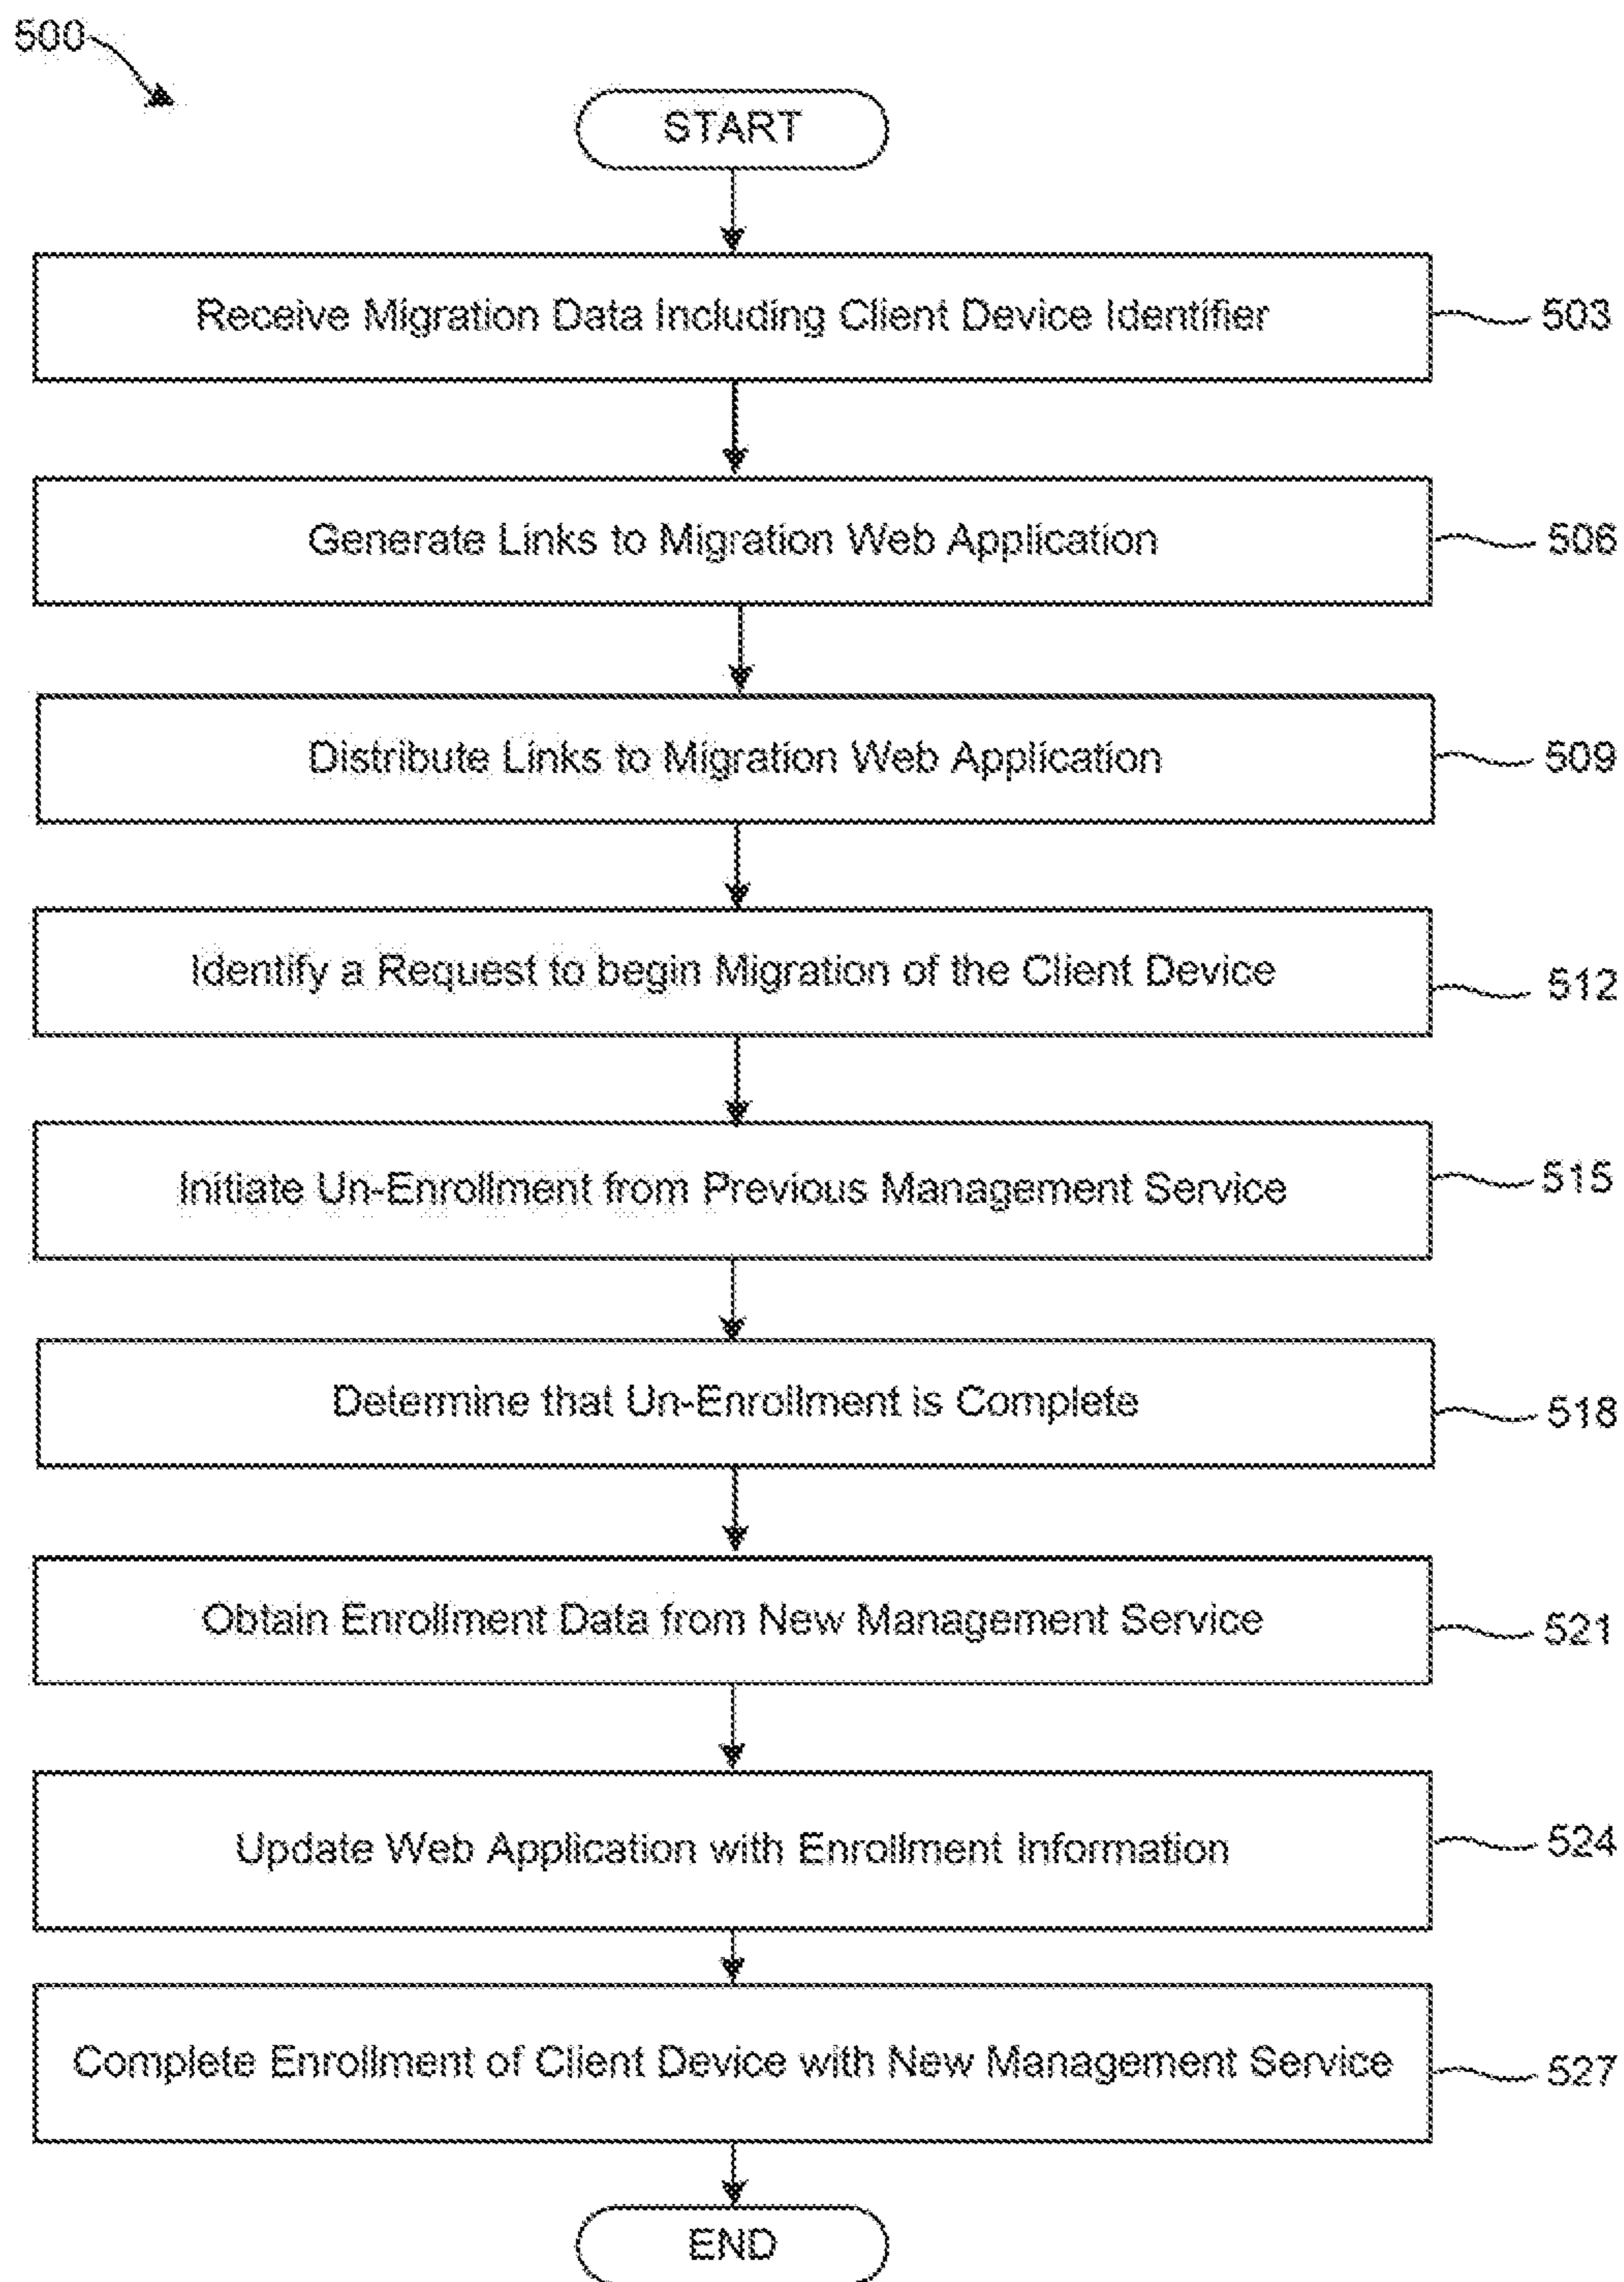 500
START
Receive Migration Data Including Client Device Identifier
503
Generate Links to Migration Web Application
506
Distribute Links to Migration Web Application
509
Identify a Request to begin Migration of the Client Device
512
Initiate Un-Enrollment from Previous Management Service
515
Determine that Un-Enrollment is Complete
518
Obtain Enrollment Data from New Management Service
521
Update Web Application with Enrollment Information
524
Complete Enrollment of Client Device with New Management Service
527
END